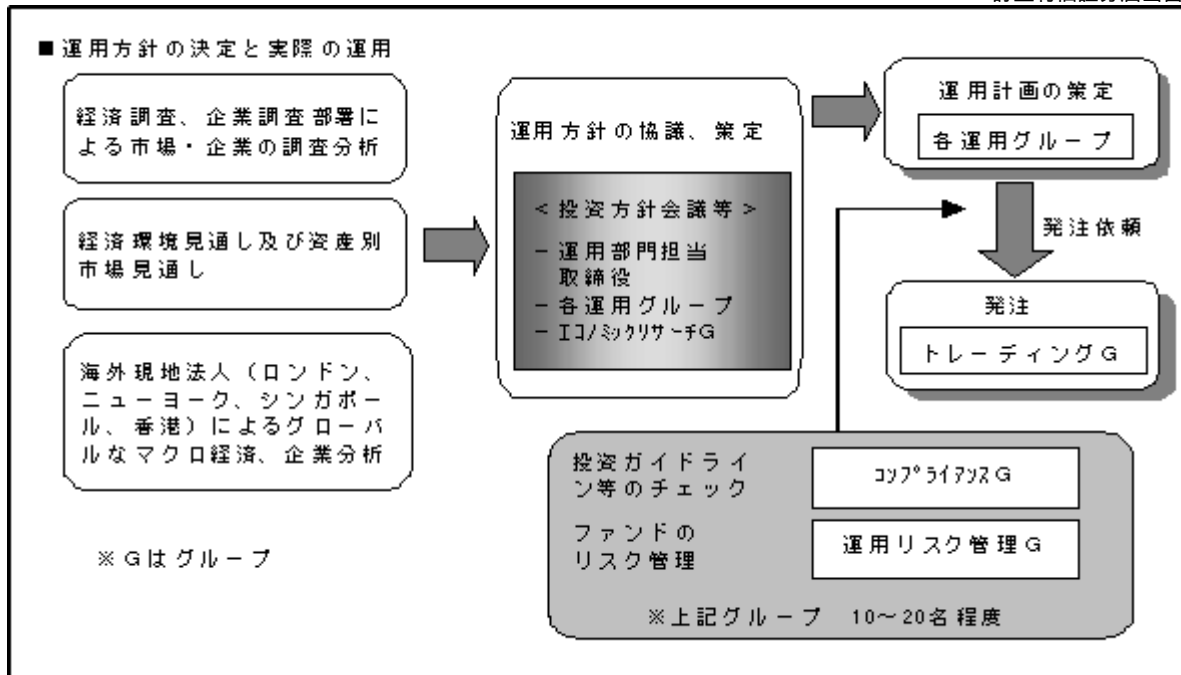 ■運用方針の決定と実際の運用
経済調査、企業調査部署に
よる市場・企業の調査分析
経済環境見通し及び資産別
市場見通し
海外現地法人（ロンドン、
ニューヨーク、シンガポー
ル、香港）によるグローバ
ルなマクロ経済、企業分析
※Gはグループ
運用方針の協議、策定
＜投資方針会議等＞
－運用部門担当
取締役
－各運用グループ
－ｴｺﾉﾐｯｸﾘｻｰﾁG
運用計画の策定
各運用グループ
発注依頼
発注
トレーディングG
投資ガイドライ
ン等のチェック
ｺﾝﾌﾟﾗｲｱﾝｽG
ファンドの
リスク管理
運用リスク管理G
※上記グループ　10～20名程度